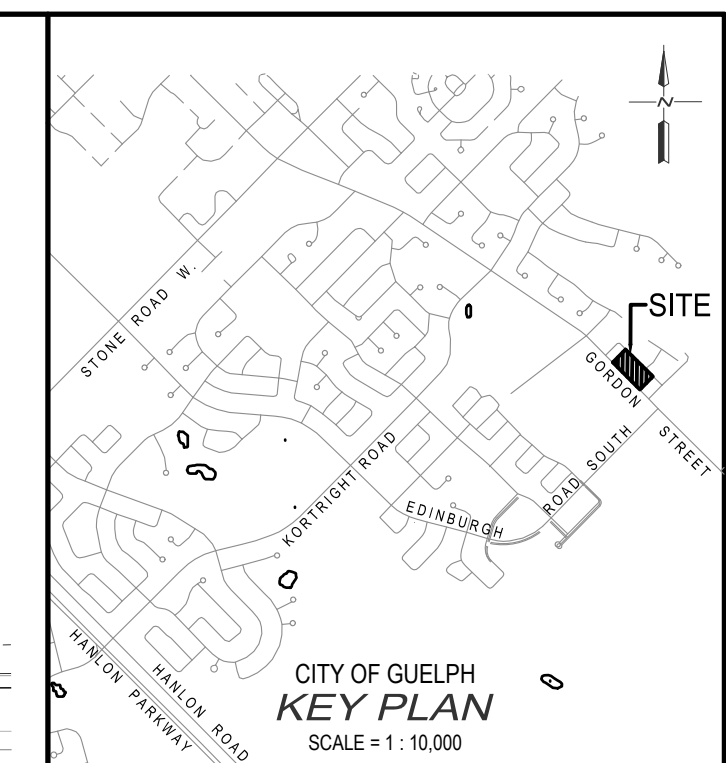 N
SITE
STONE ROAD W.
GORDON STREET
KORTRIGHT ROAD
EDINBURGH ROAD SOUTH
HANLON ROAD
HANLON PARKWAY
CITY OF GUELPH
KEY PLAN
SCALE = 1 : 10,000